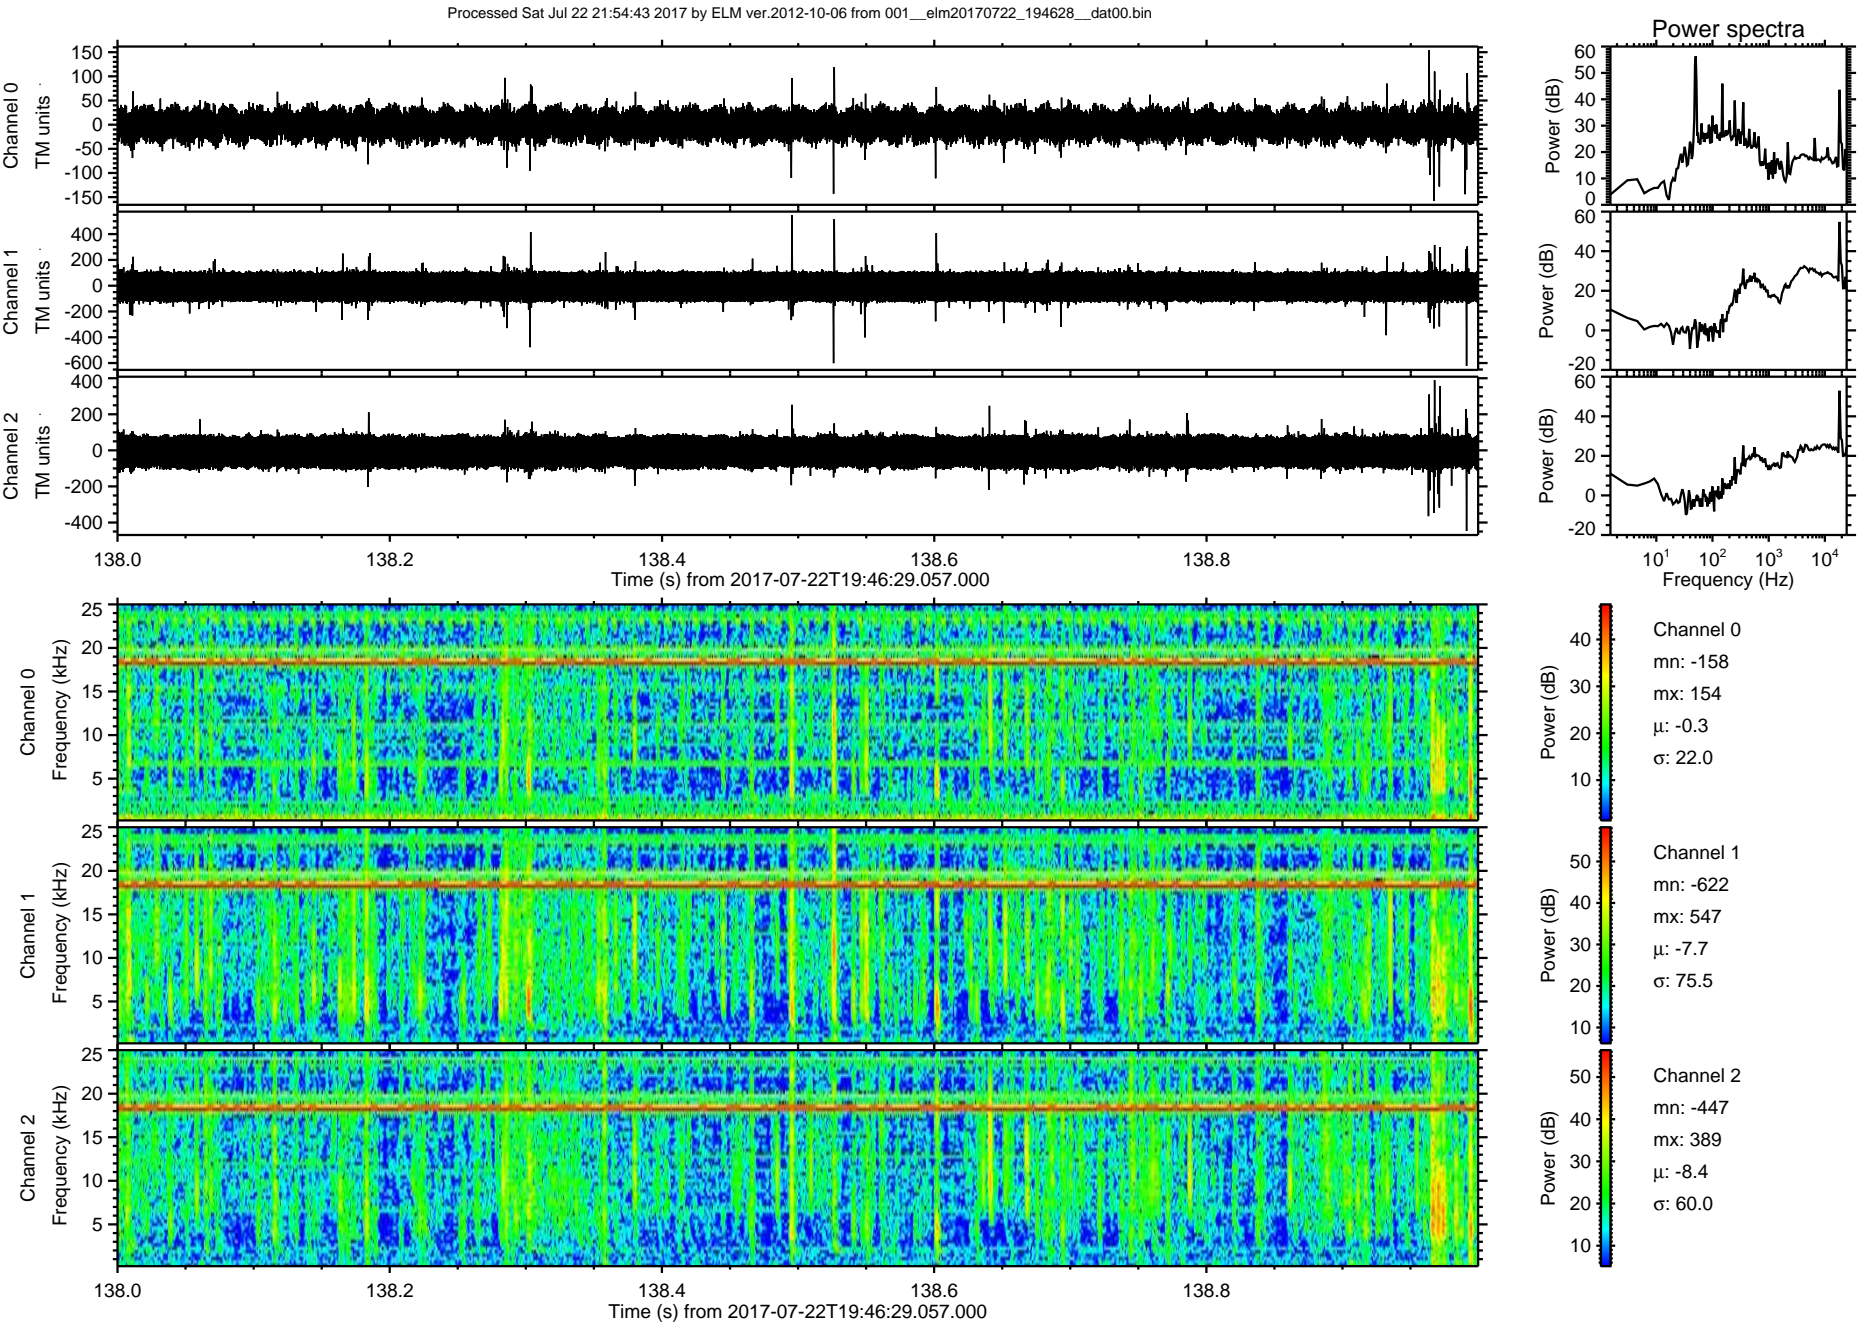 Processed Sat Jul 22 21:54:43 2017 by ELM ver.2012-10-06 from 001__elm20170722_194628__dat00.bin
Power spectra
Channel 0
TM units
150
100
50
0
-50
-100
-150
Power (dB)
60
50
40
30
20
10
0
Channel 1
TM units
400
200
0
-200
-400
-600
Power (dB)
60
40
20
0
-20
Channel 2
TM units
400
200
0
-200
-400
Power (dB)
60
40
20
0
-20
138.0 138.2 138.4 138.6 138.8
Time (s) from 2017-07-22T19:46:29.057.000
10¹ 10² 10³ 10⁴
Frequency (Hz)
Channel 0
Frequency (kHz)
25
20
15
10
5
Power (dB)
40
30
20
10
Channel 0
mn: -158
mx: 154
μ: -0.3
σ: 22.0
Channel 1
Frequency (kHz)
25
20
15
10
5
Power (dB)
50
40
30
20
10
Channel 1
mn: -622
mx: 547
μ: -7.7
σ: 75.5
Channel 2
Frequency (kHz)
25
20
15
10
5
Power (dB)
50
40
30
20
10
Channel 2
mn: -447
mx: 389
μ: -8.4
σ: 60.0
138.0 138.2 138.4 138.6 138.8
Time (s) from 2017-07-22T19:46:29.057.000